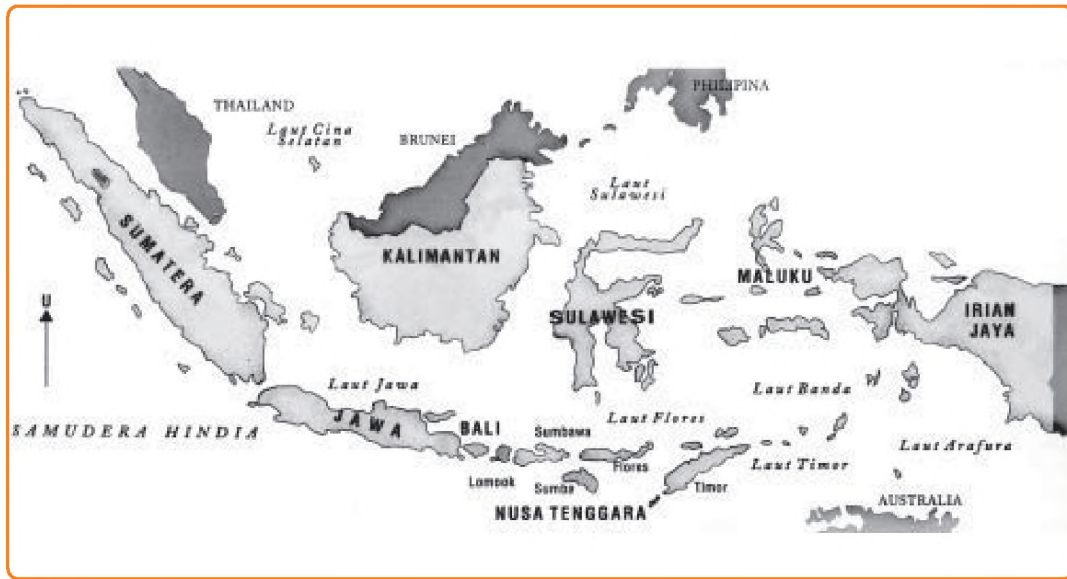 THAILAND
Laut Cina
Selatan
BRUNEI
PHILIPINA
Laut
Sulawesi
SUMATERA
KALIMANTAN
MALUKU
SULAWESI
IRIAN
JAYA
U
Laut Jawa
Laut Banda
SAMUDERA HINDIA
JAWA
BALI
Sumbawa
Laut Flores
Laut Arafura
Laut Timor
Flores
Lomook
Sumba
Timor
NUSA TENGGARA
AUSTRALIA